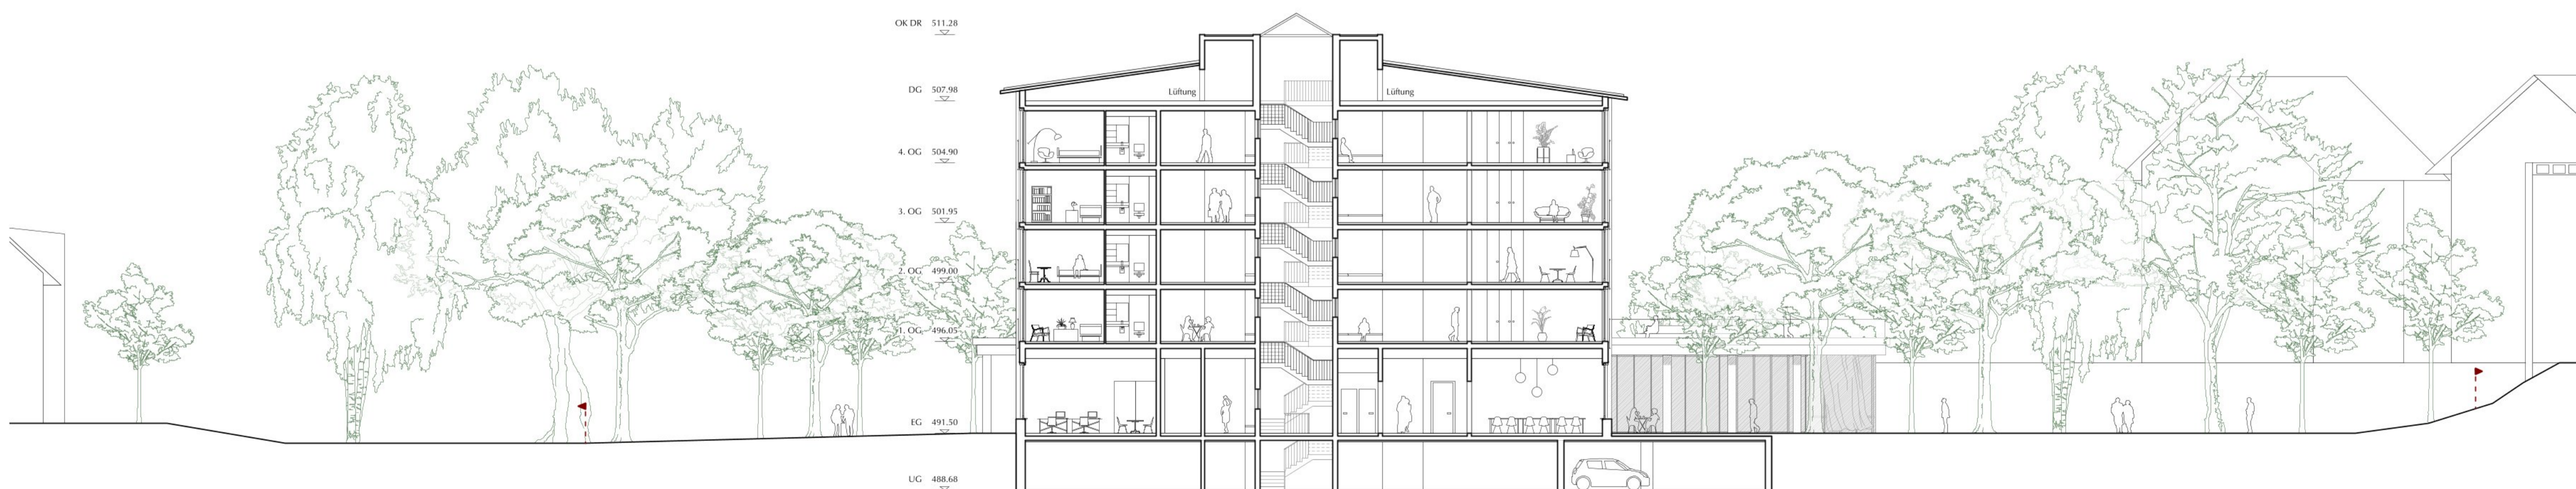 OK DR 511.28
DG 507.98
Lüftung
Lüftung
4. OG 504.90
3. OG 501.95
2. OG 499.00
1. OG 496.05
EG 491.50
UG 488.68